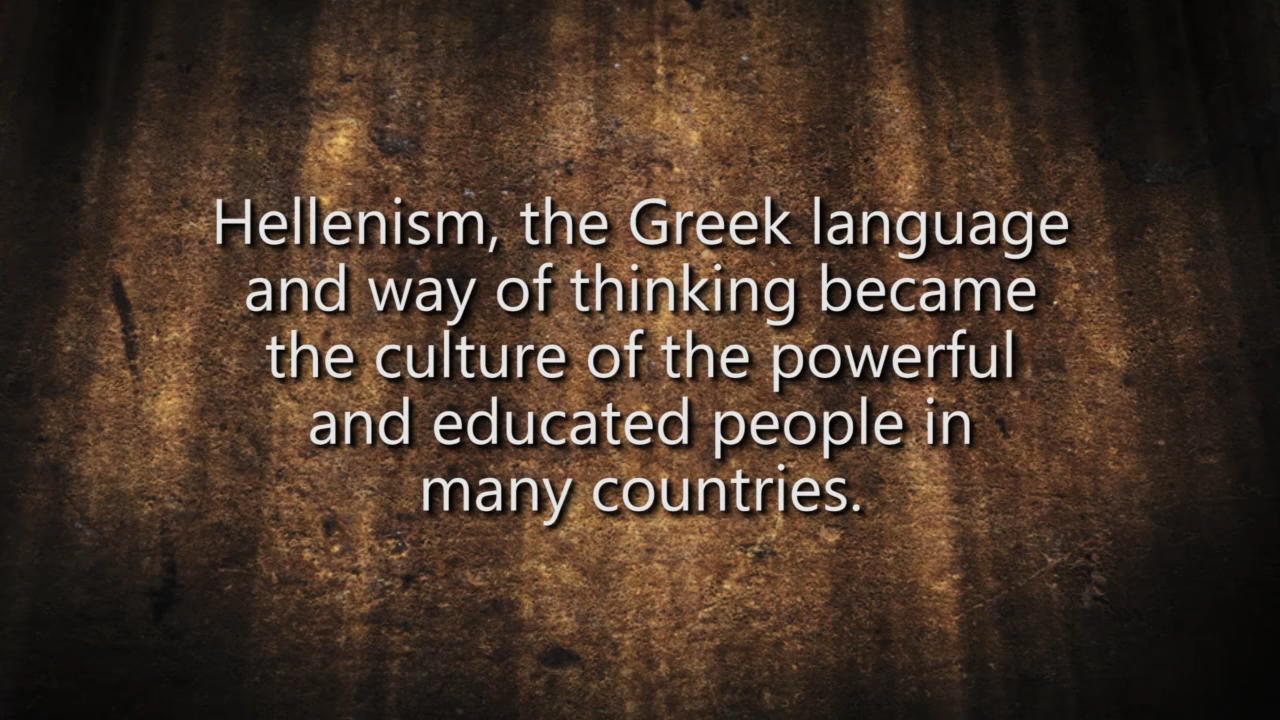 Hellenism, the Greek language
and way of thinking became
the culture of the powerful
and educated people in
many countries.